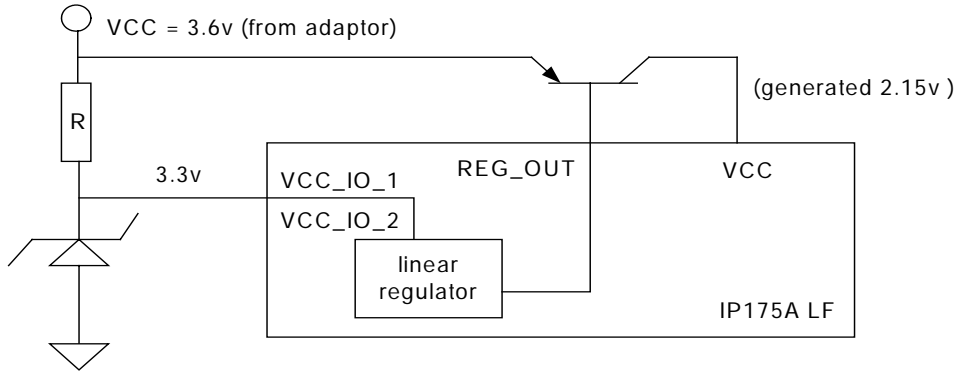 VCC = 3.6v (from adaptor)
(generated 2.15v )
R
3.3v
VCC_IO_1
REG_OUT
VCC
VCC_IO_2
linear
regulator
IP175A LF